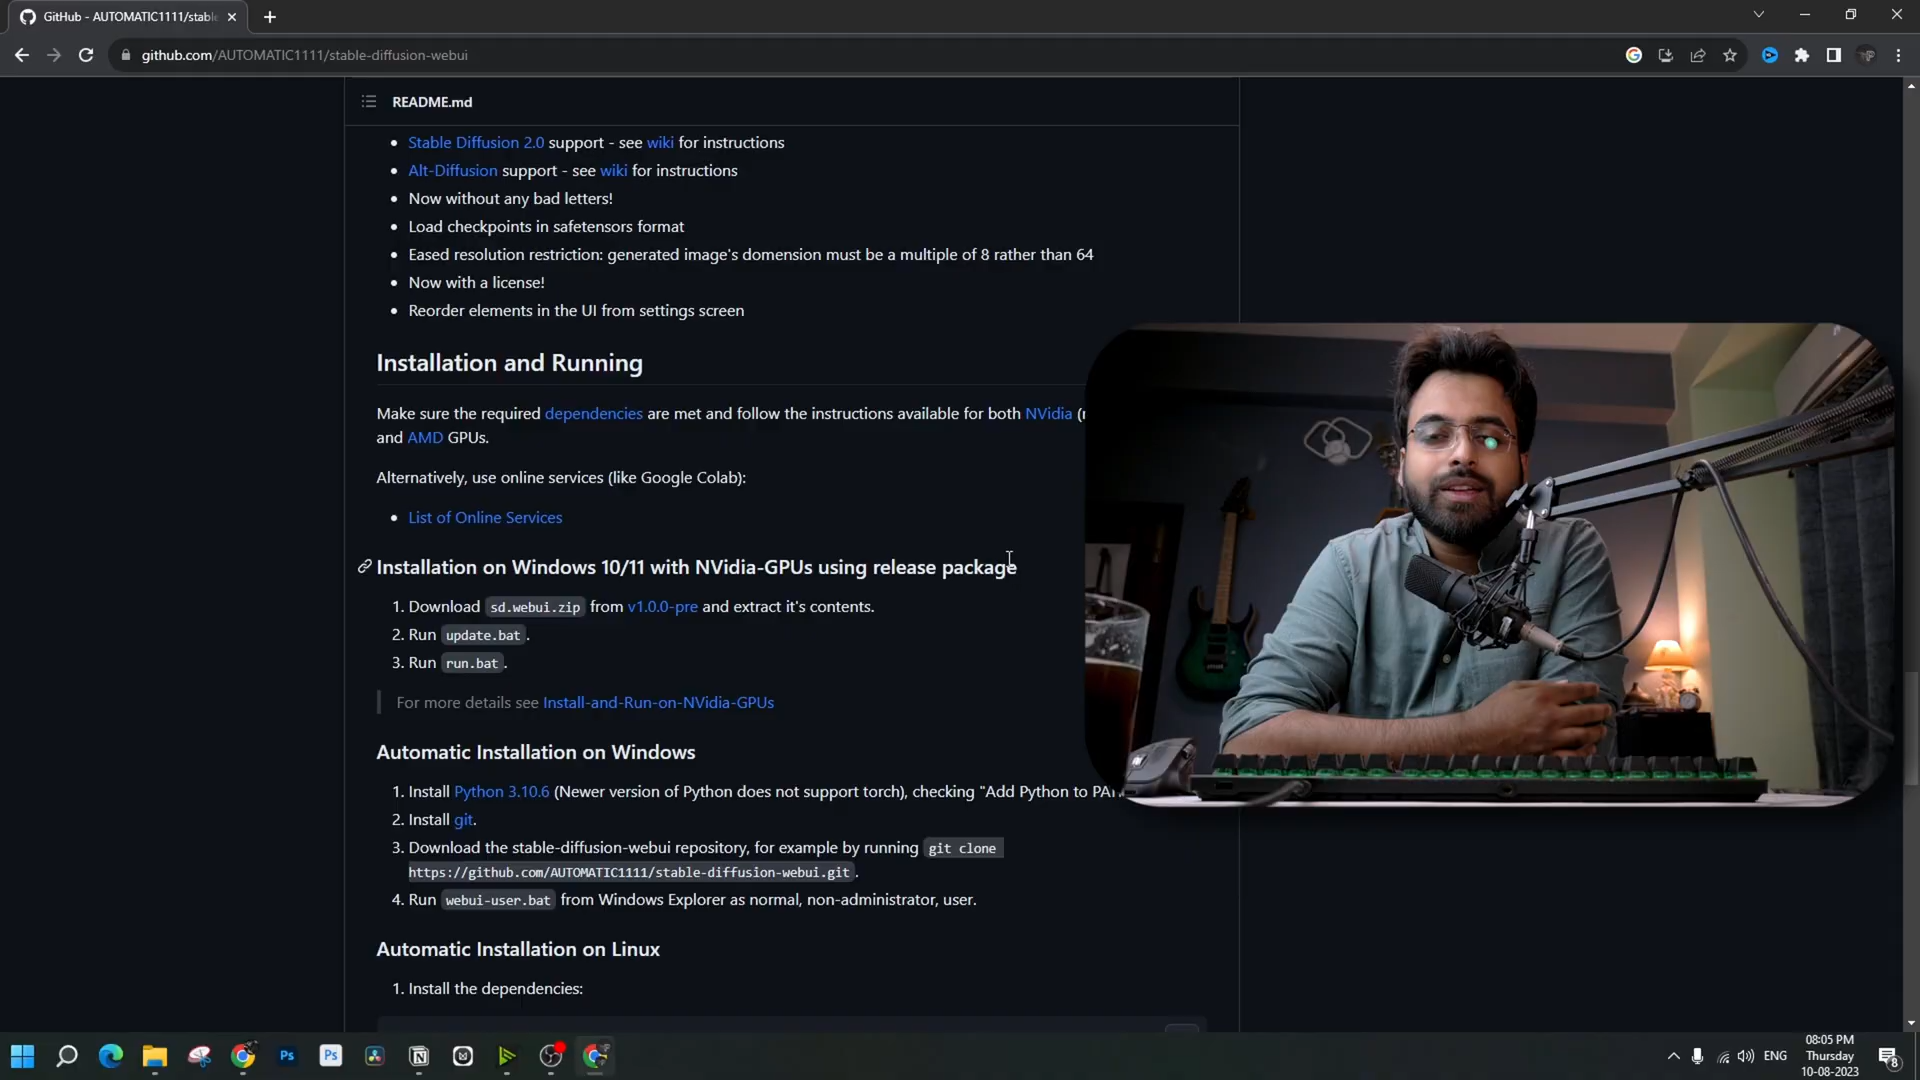 GitHub - AUTOMATIC1111/stable
github.com/AUTOMATIC1111/stable-diffusion-webui
README.md
Stable Diffusion 2.0 support - see wiki for instructions
Alt-Diffusion support - see wiki for instructions
Now without any bad letters!
Load checkpoints in safetensors format
Eased resolution restriction: generated image's domension must be a multiple of 8 rather than 64
Now with a license!
Reorder elements in the UI from settings screen
Installation and Running
Make sure the required dependencies are met and follow the instructions available for both NVidia (
and AMD GPUs.
Alternatively, use online services (like Google Colab):
List of Online Services
Installation on Windows 10/11 with NVidia-GPUs using release package
1. Download sd.webui.zip from v1.0.0-pre and extract it's contents.
2. Run update.bat.
3. Run run.bat.
For more details see Install-and-Run-on-NVidia-GPUs
Automatic Installation on Windows
1. Install Python 3.10.6 (Newer version of Python does not support torch), checking "Add Python to
2. Install git.
3. Download the stable-diffusion-webui repository, for example by running git clone
https://github.com/AUTOMATIC1111/stable-diffusion-webui.git.
4. Run webui-user.bat from Windows Explorer as normal, non-administrator, user.
Automatic Installation on Linux
1. Install the dependencies:
Ps
Ps
ENG
08:05 PM
Thursday
10-08-2023
8